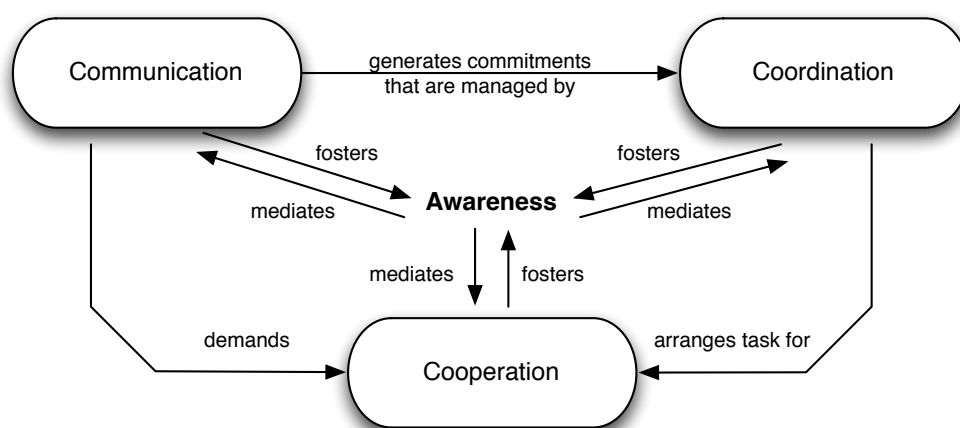 Communication
generates commitments
that are managed by
Coordination
fosters
fosters
mediates
Awareness
mediates
mediates
fosters
demands
arranges task for
Cooperation